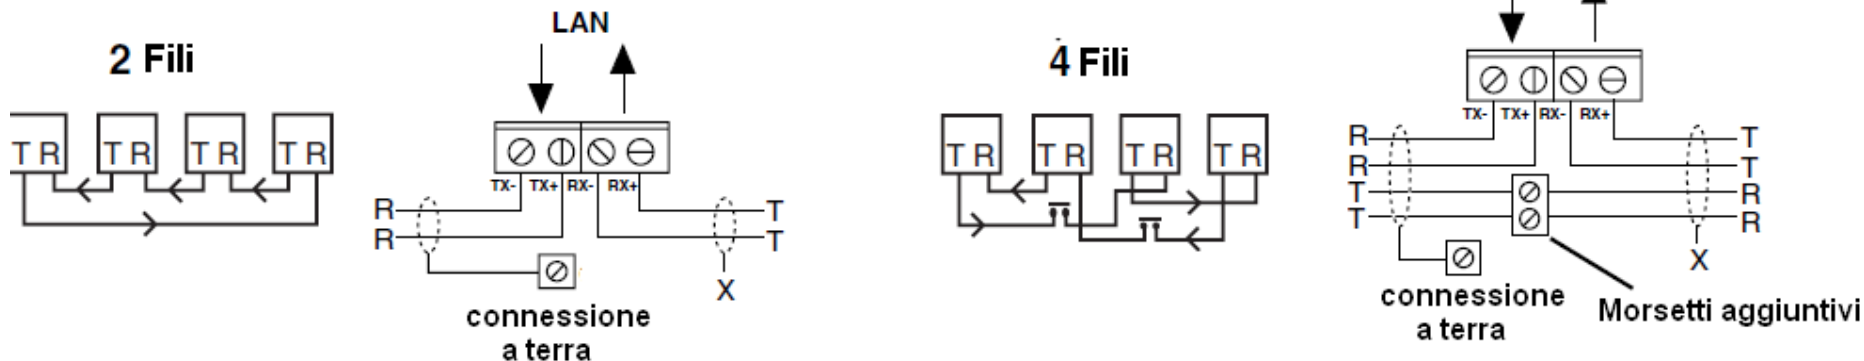 2 Fili
T R T R T R T R
LAN
TX- TX+ RX- RX+
R T
R T
X
connessione
a terra
4 Fili
T R T R T R T R
TX- TX+ RX- RX+
R T
R T
T R
T R
X
connessione
a terra
Morsetti aggiuntivi